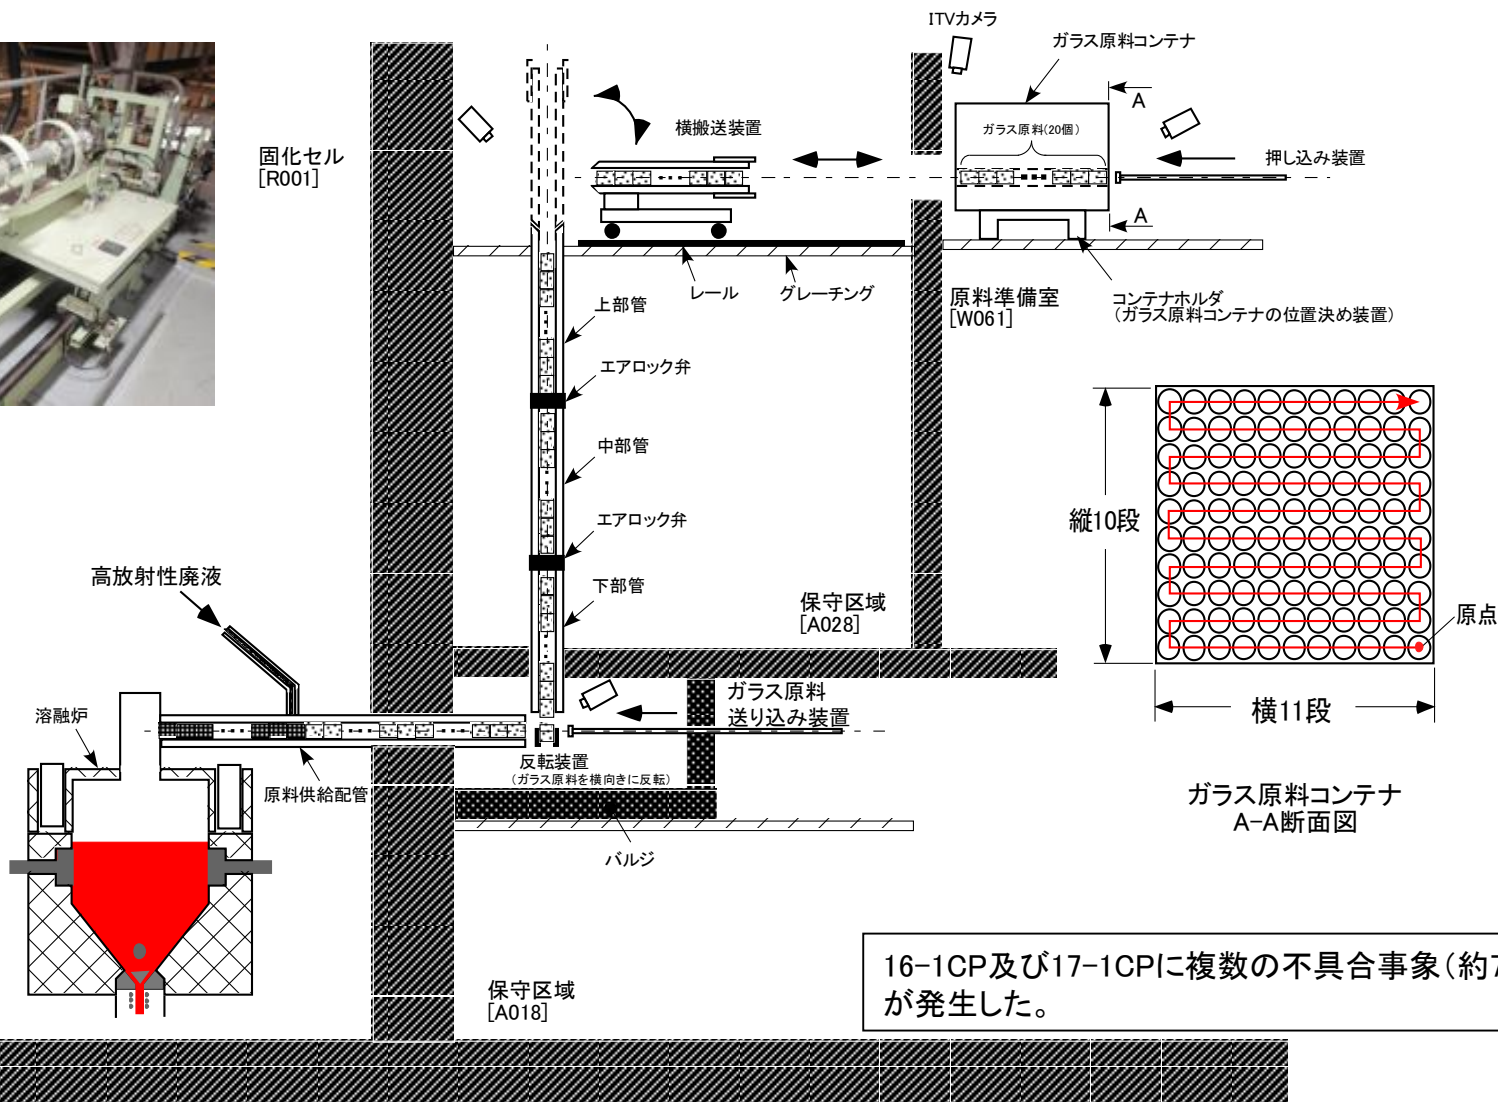 ITVカメラ
ガラス原料コンテナ
A
ガラス原料(20個)
横搬送装置
押し込み装置
固化セル
[R001]
A
レール
グレーチング
原料準備室
[W061]
コンテナホルダ
(ガラス原料コンテナの位置決め装置)
上部管
エアロック弁
中部管
エアロック弁
下部管
保守区域
[A028]
縦10段
原点
横11段
ガラス原料コンテナ
A-A断面図
高放射性廃液
溶融炉
原料供給配管
ガラス原料
送り込み装置
反転装置
(ガラス原料を横向きに反転)
バルジ
保守区域
[A018]
16-1CP及び17-1CPに複数の不具合事象(約7
が発生した。